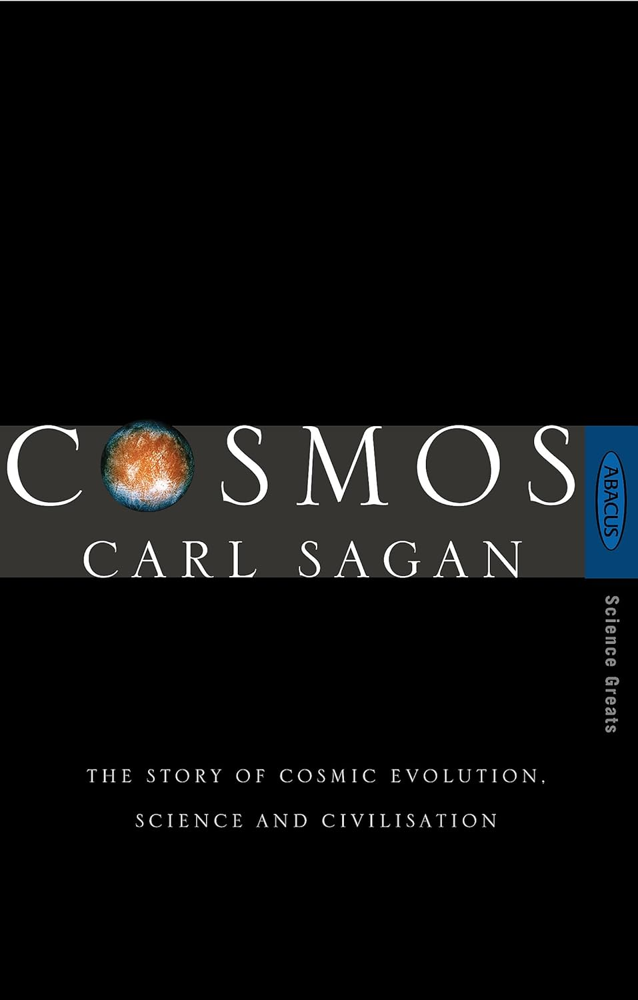 COSMOS
CARL SAGAN
ABACUS
Science Greats
THE STORY OF COSMIC EVOLUTION,
SCIENCE AND CIVILISATION